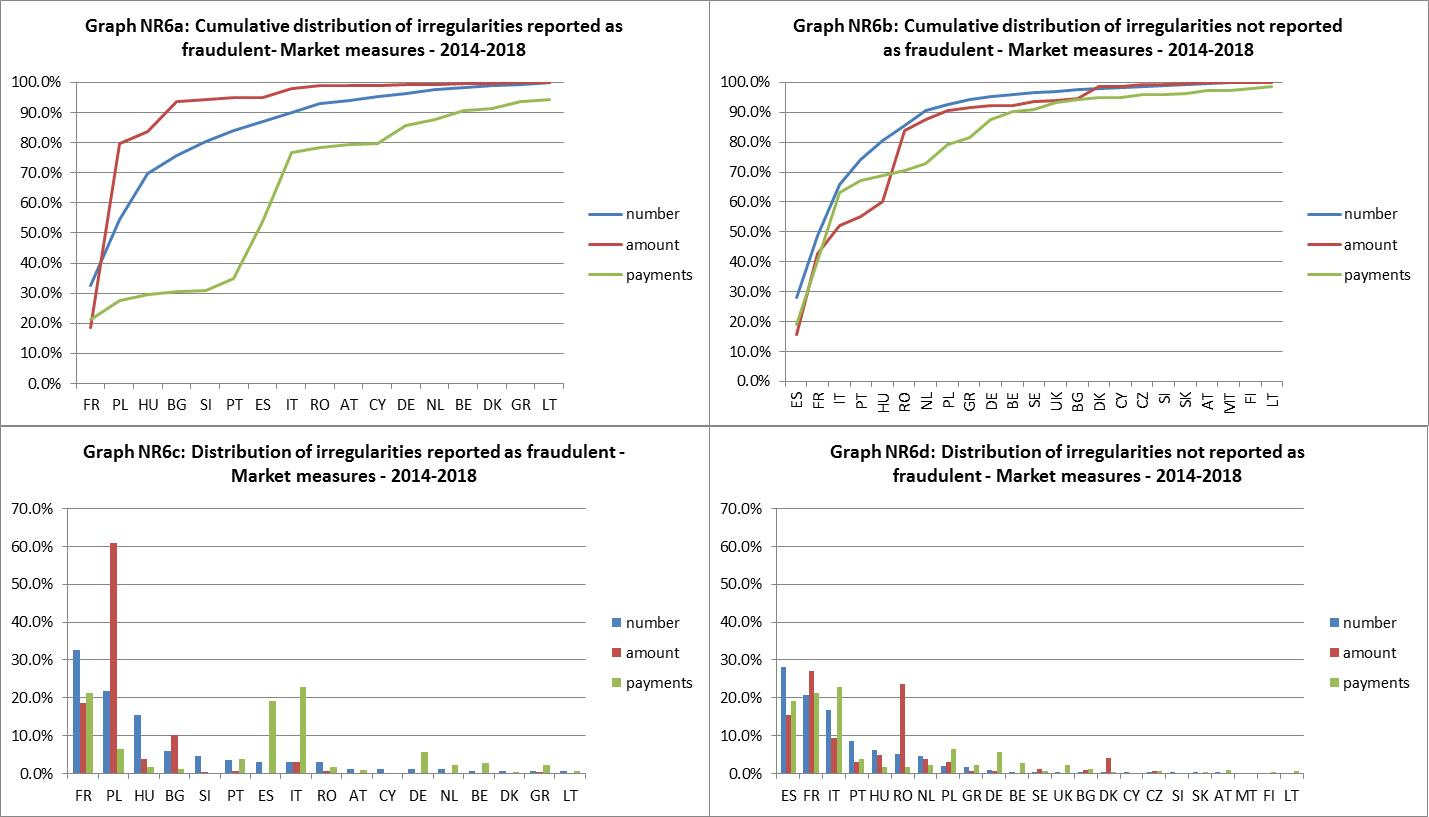 Graph NR6a: Cumulative distribution of irregularities reported as
fraudulent- Market measures - 2014-2018
100.0%
90.0%
80.0%
70.0%
60.0%
50.0%
40.0%
30.0%
20.0%
10.0%
0.0%
FR PL HU BG SI PT ES IT RO AT CY DE NL BE DK GR LT
number
amount
payments
Graph NR6b: Cumulative distribution of irregularities not reported
as fraudulent - Market measures - 2014-2018
100.0%
90.0%
80.0%
70.0%
60.0%
50.0%
40.0%
30.0%
20.0%
10.0%
0.0%
ES FR IT PT HU RO NL PL GR DE BE SE UK BG DK CY CZ SI SK AT MT FI LT
number
amount
payments
Graph NR6c: Distribution of irregularities reported as fraudulent -
Market measures - 2014-2018
70.0%
60.0%
50.0%
40.0%
30.0%
20.0%
10.0%
0.0%
FR PL HU BG SI PT ES IT RO AT CY DE NL BE DK GR LT
number
amount
payments
Graph NR6d: Distribution of irregularities not reported as
fraudulent - Market measures - 2014-2018
70.0%
60.0%
50.0%
40.0%
30.0%
20.0%
10.0%
0.0%
ES FR IT PT HU RO NL PL GR DE BE SE UK BG DK CY CZ SI SK AT MT FI LT
number
amount
payments